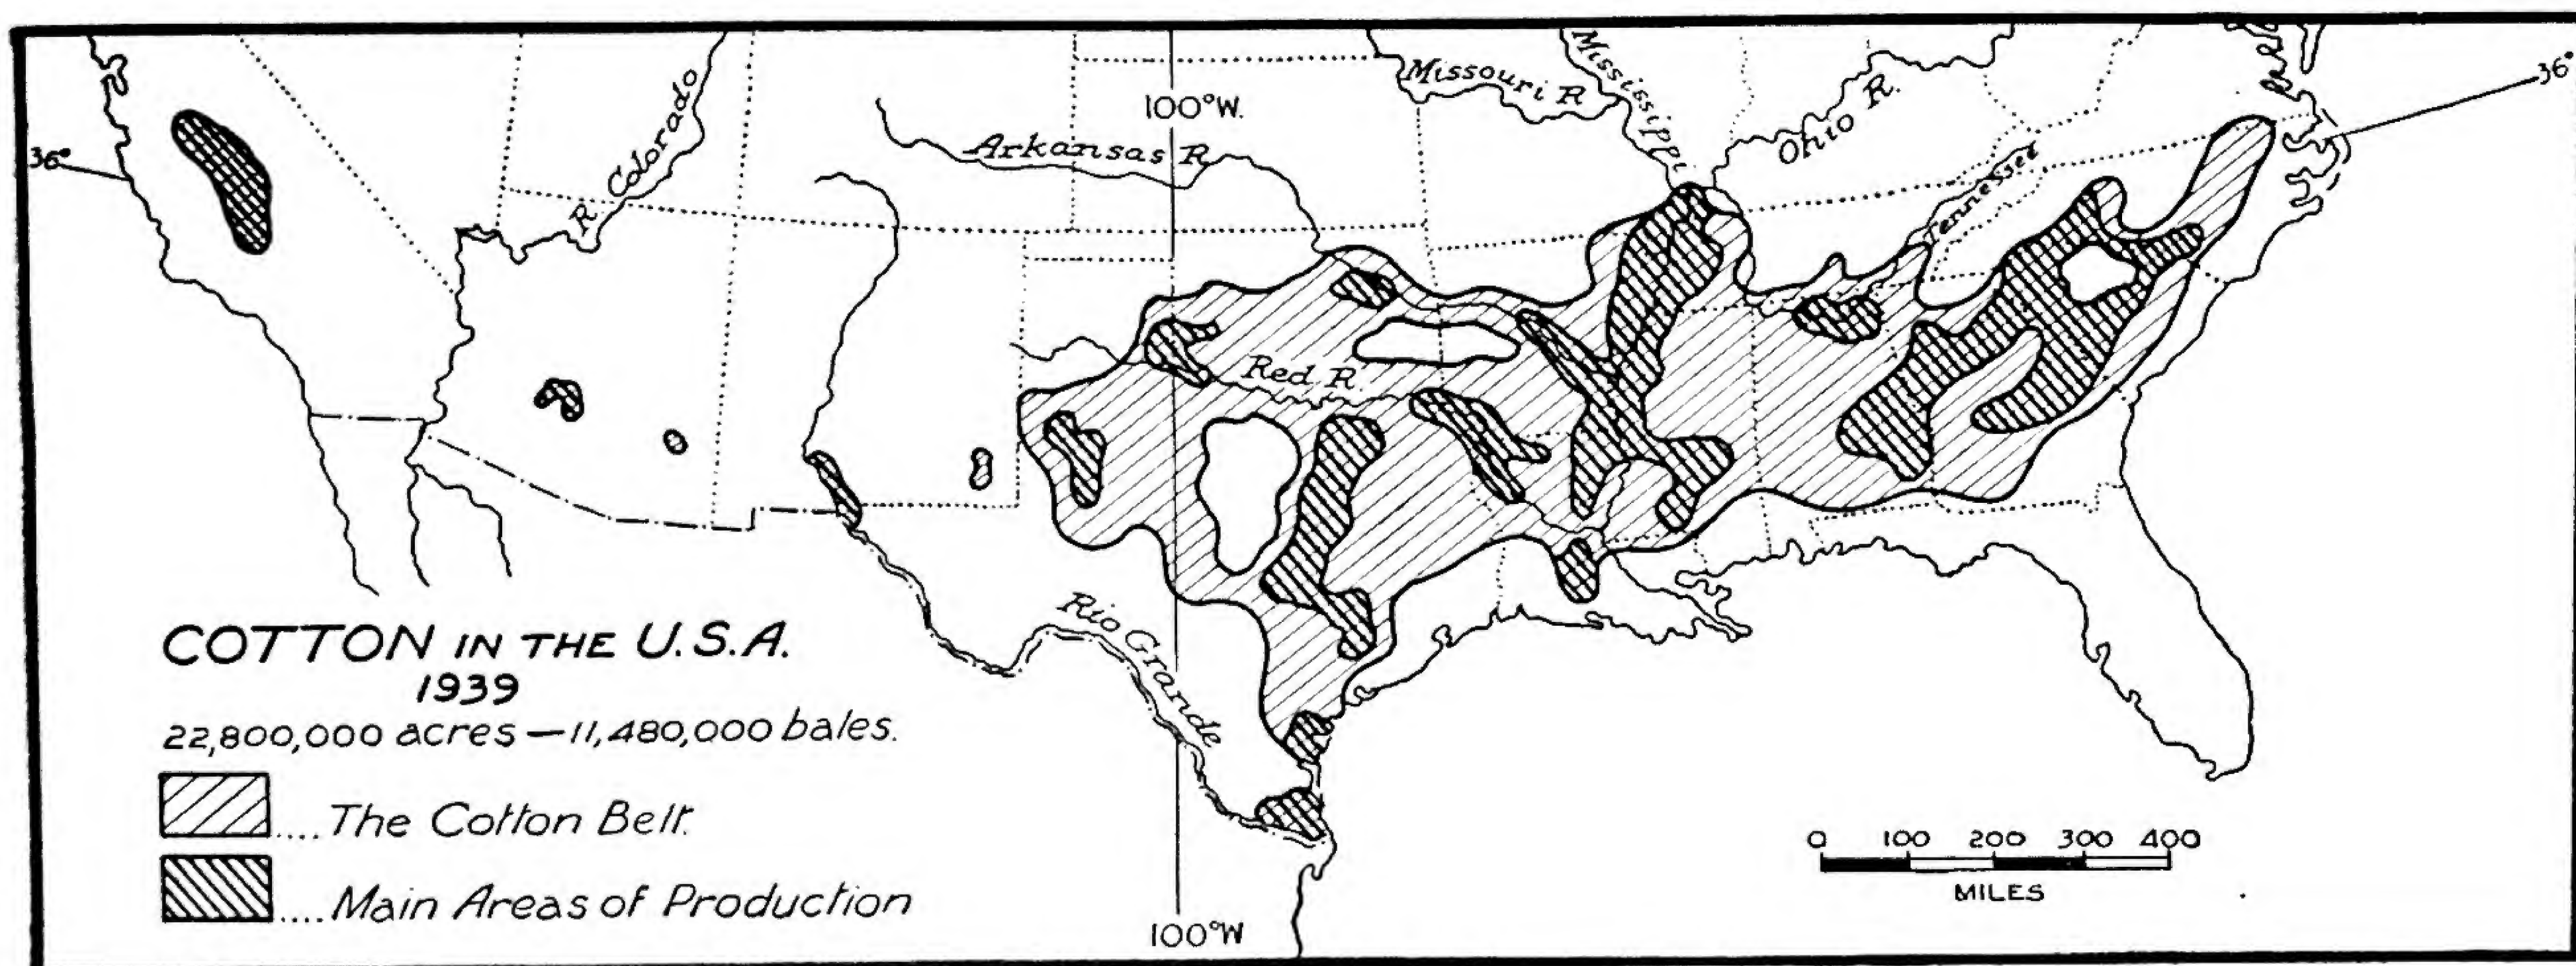 Mississippi
Missouri R
Ohio R.
36°
100°W.
R. Colorado
Arkansas R
36°
Tennessee
Red R.
Rio Grande
COTTON IN THE U.S.A.
1939
22,800,000 acres — 11,480,000 bales.
.... The Cotton Belt.
.... Main Areas of Production
0 100 200 300 400
MILES
100°W